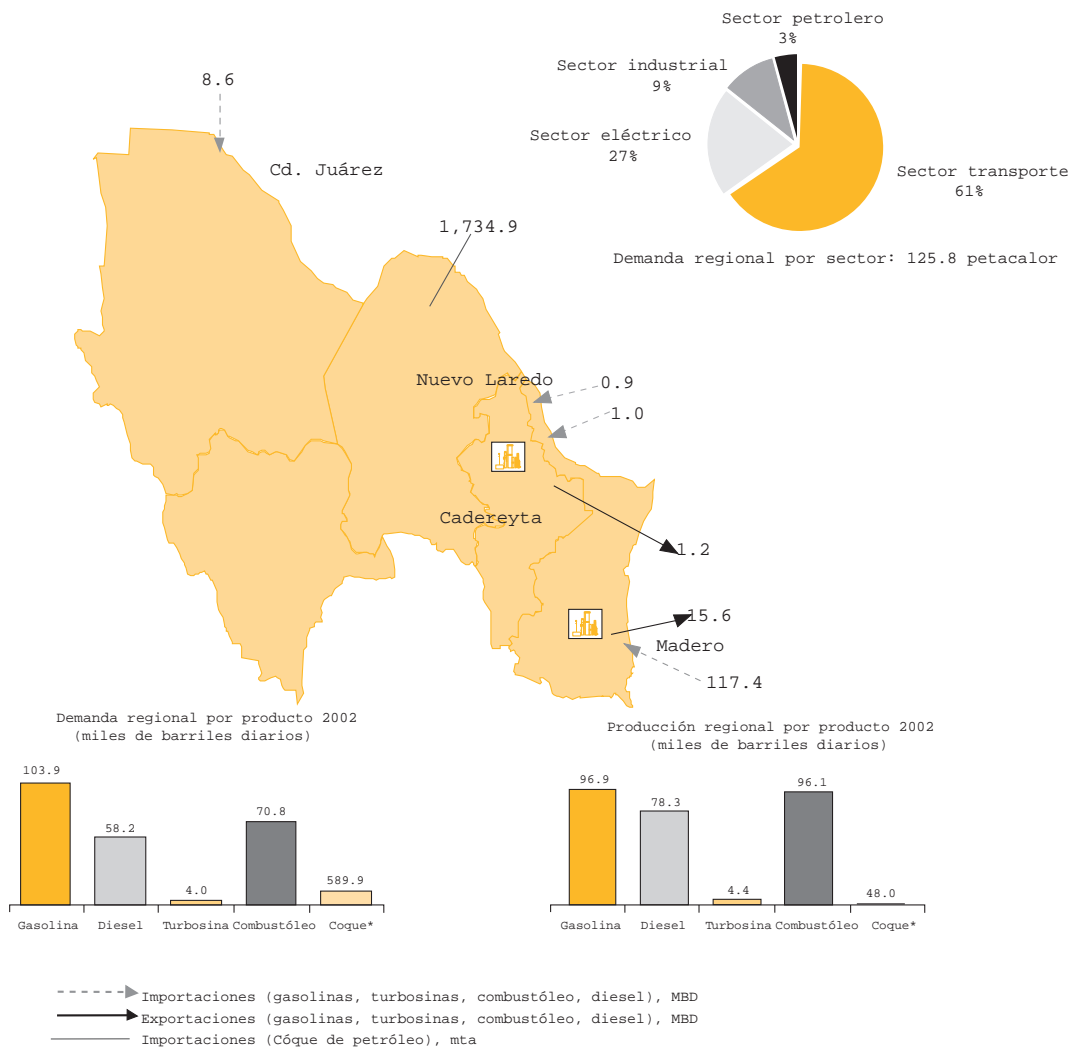 Sector petrolero
3%
Sector industrial
9%
Sector eléctrico
27%
Sector transporte
61%
Demanda regional por sector: 125.8 petacalor
8.6
Cd. Juárez
1,734.9
Nuevo Laredo
0.9
1.0
Cadereyta
1.2
15.6
Madero
117.4
Demanda regional por producto 2002
(miles de barriles diarios)
103.9
58.2
4.0
70.8
589.9
Gasolina
Diesel
Turbosina
Combustóleo
Coque*
Producción regional por producto 2002
(miles de barriles diarios)
96.9
78.3
4.4
96.1
48.0
Gasolina
Diesel
Turbosina
Combustóleo
Coque*
Importaciones (gasolinas, turbosinas, combustóleo, diesel), MBD
Exportaciones (gasolinas, turbosinas, combustóleo, diesel), MBD
Importaciones (Cóque de petróleo), mta